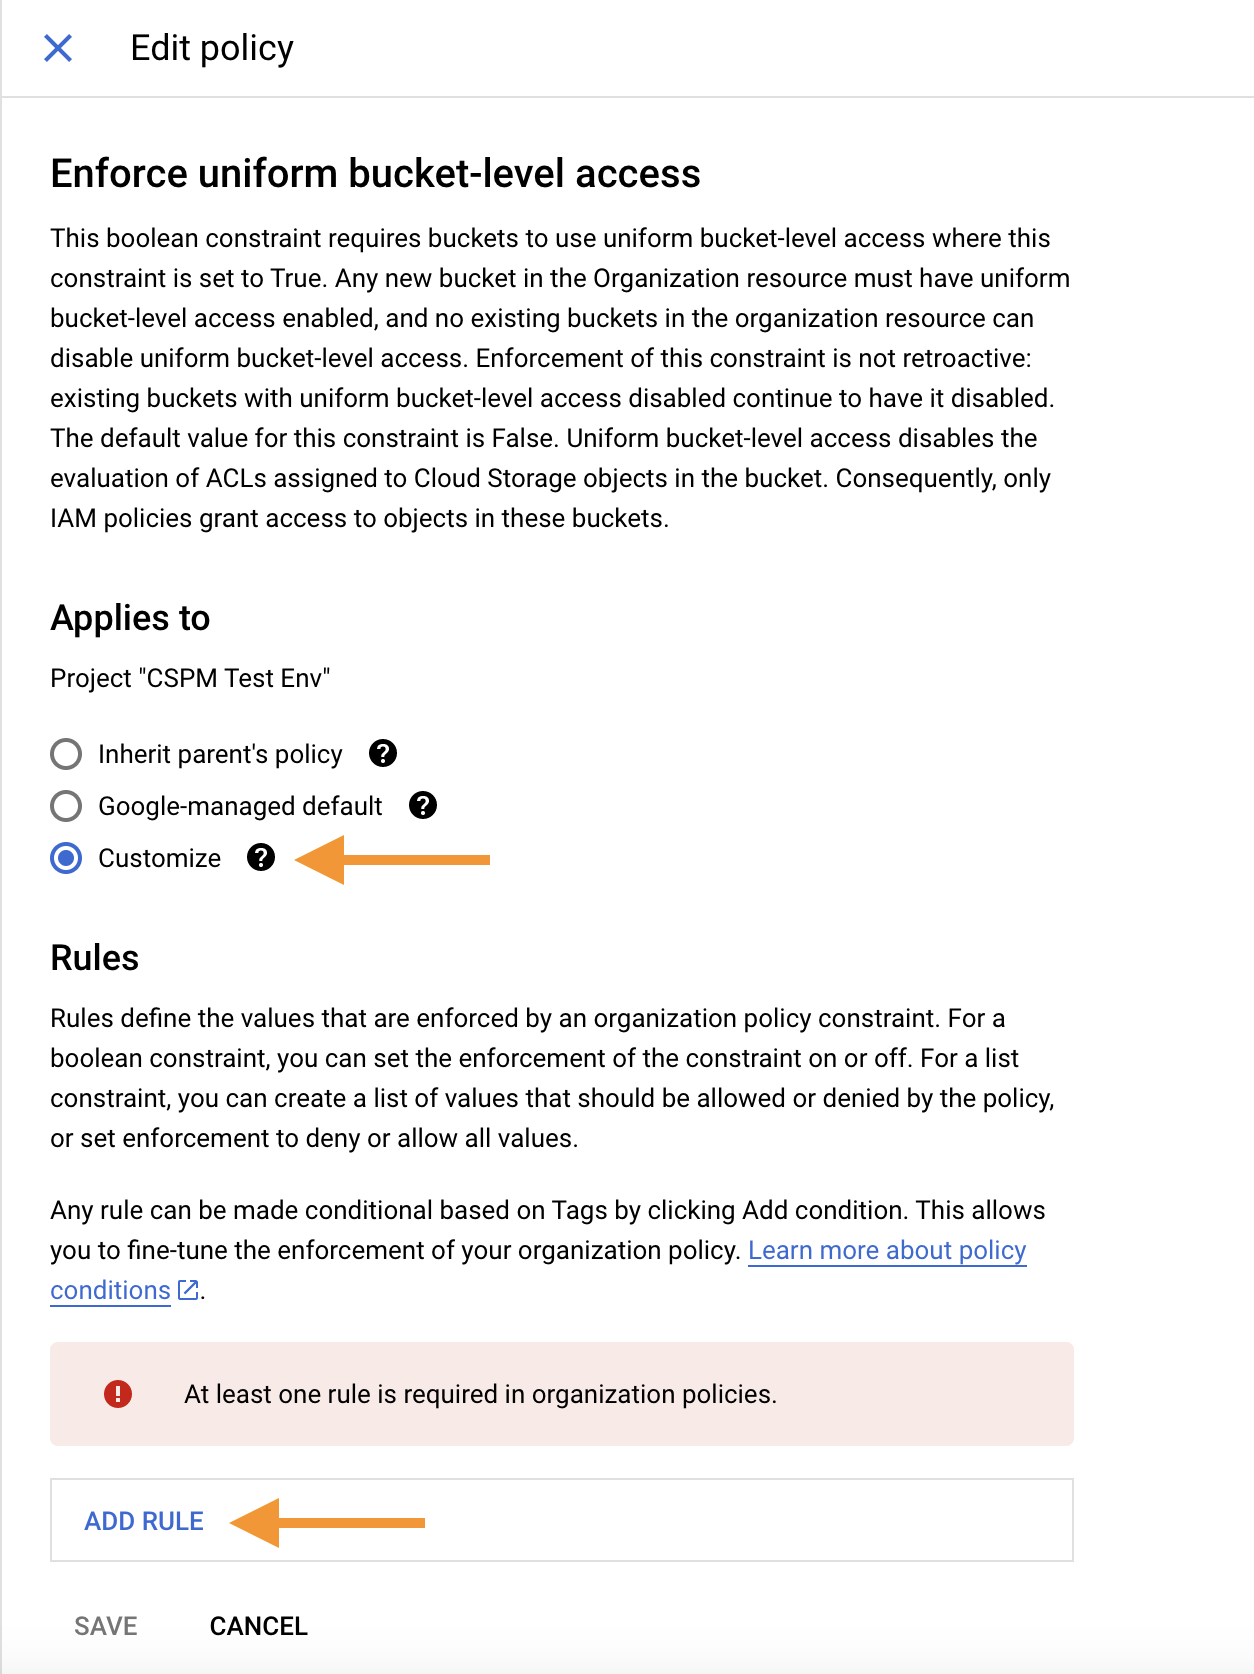 Edit policy
Enforce uniform bucket-level access
This boolean constraint requires buckets to use uniform bucket-level access where this
constraint is set to True. Any new bucket in the Organization resource must have uniform
bucket-level access enabled, and no existing buckets in the organization resource can
disable uniform bucket-level access. Enforcement of this constraint is not retroactive:
existing buckets with uniform bucket-level access disabled continue to have it disabled.
The default value for this constraint is False. Uniform bucket-level access disables the
evaluation of ACLs assigned to Cloud Storage objects in the bucket. Consequently, only
IAM policies grant access to objects in these buckets.
Applies to
Project "CSPM Test Env"
Inherit parent's policy
Google-managed default
Customize
Rules
Rules define the values that are enforced by an organization policy constraint. For a
boolean constraint, you can set the enforcement of the constraint on or off. For a list
constraint, you can create a list of values that should be allowed or denied by the policy,
or set enforcement to deny or allow all values.
Any rule can be made conditional based on Tags by clicking Add condition. This allows
you to fine-tune the enforcement of your organization policy. Learn more about policy
conditions.
At least one rule is required in organization policies.
ADD RULE
SAVE CANCEL